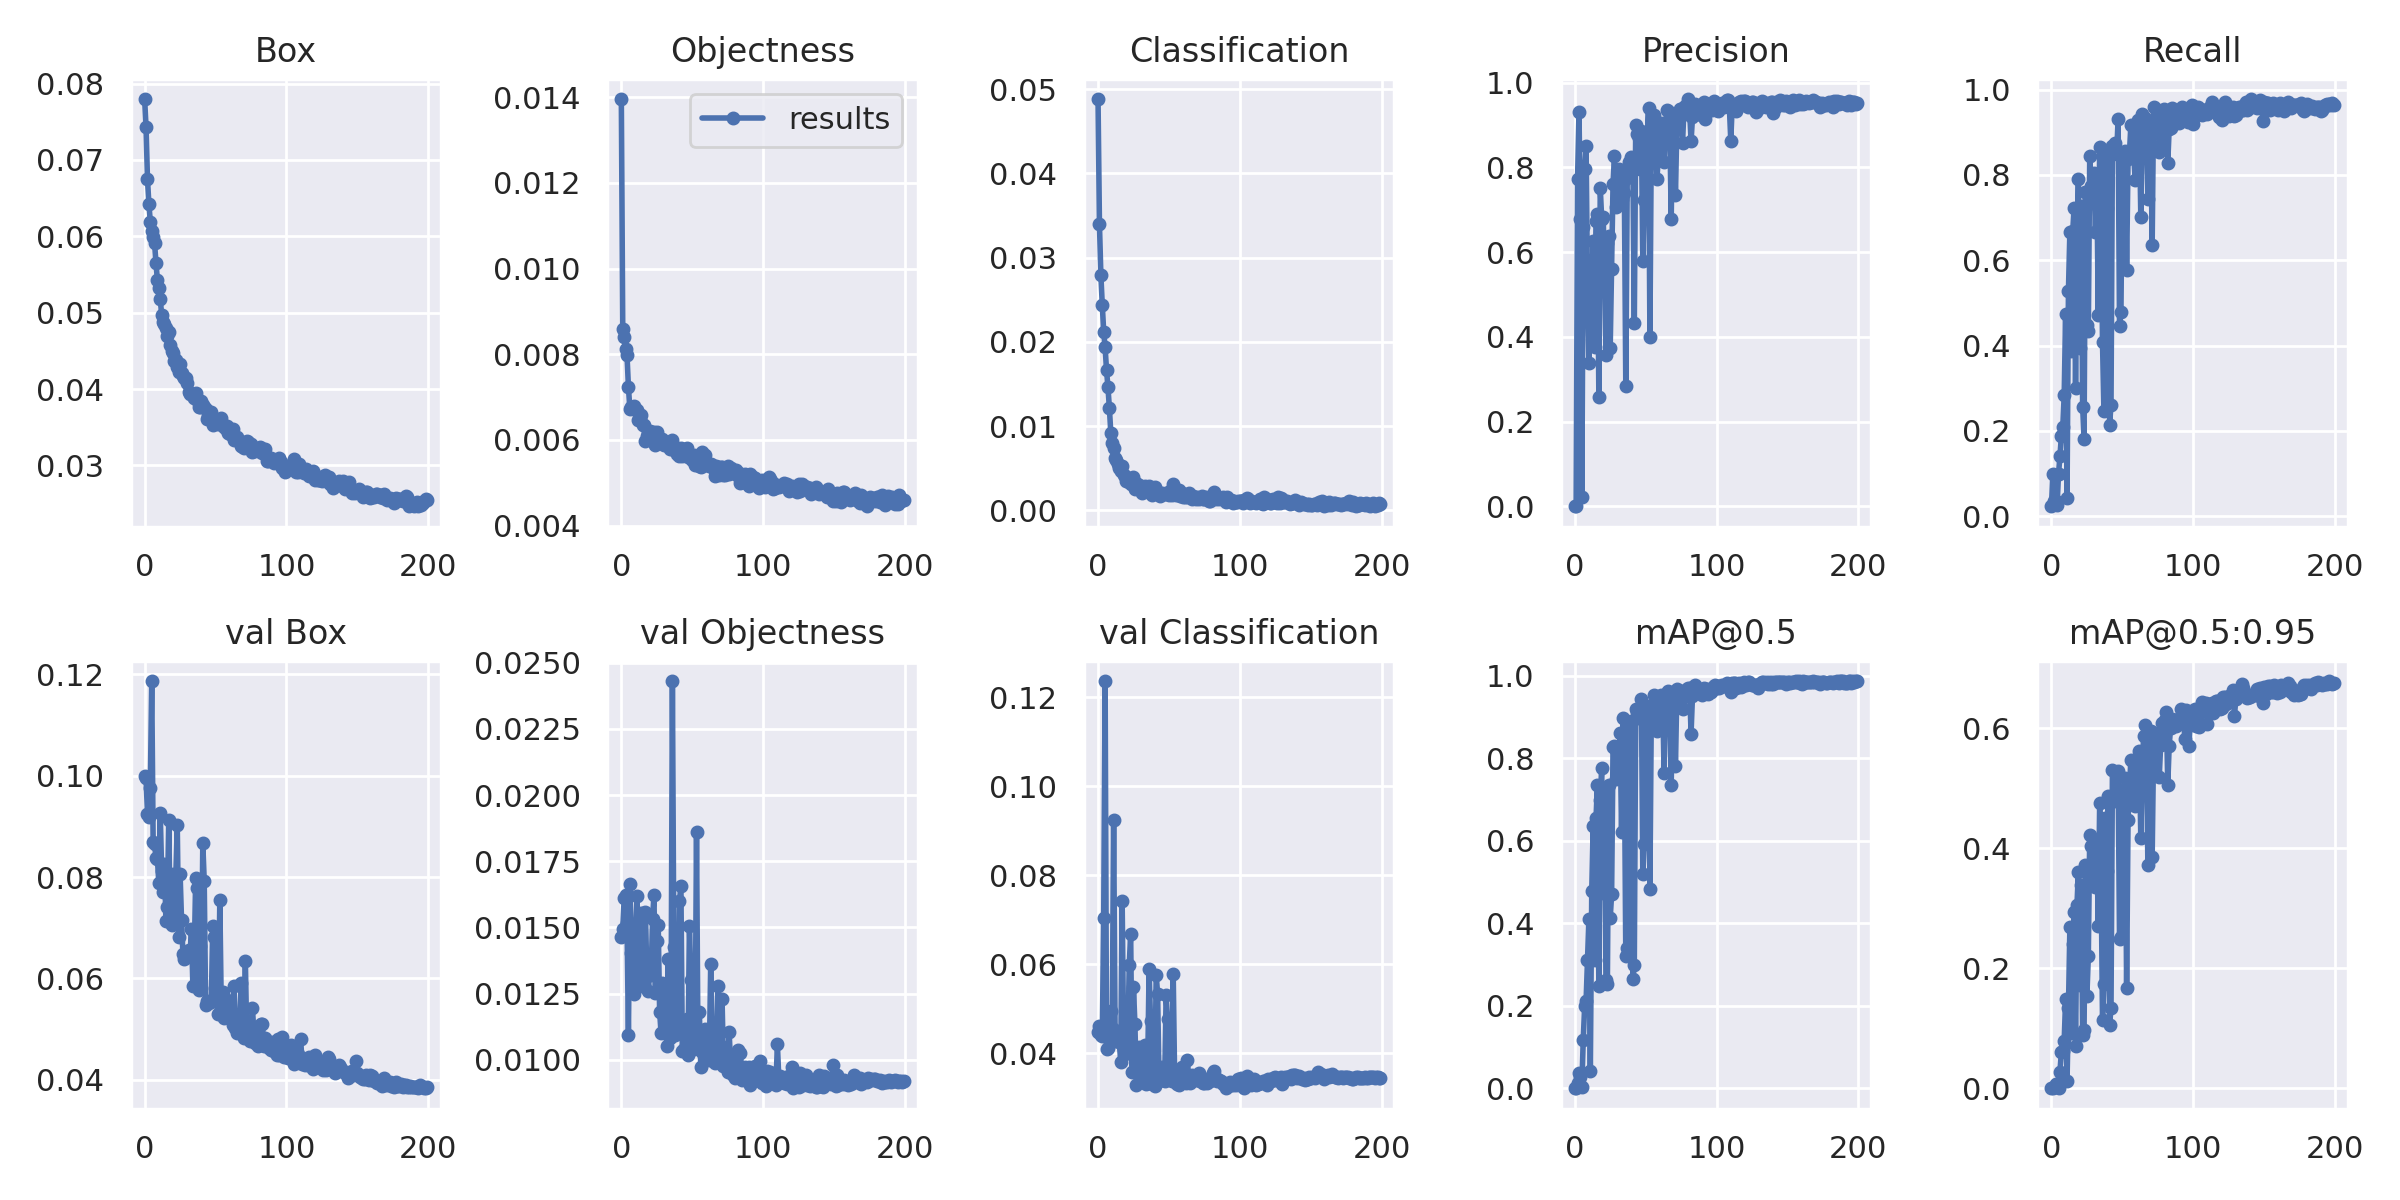 Box
Objectness
Classification
Precision
Recall
0.08
0.07
0.06
0.05
0.04
0.03
0 100 200
0.014
0.012
0.010
0.008
0.006
0.004
results
0 100 200
0.05
0.04
0.03
0.02
0.01
0.00
0 100 200
1.0
0.8
0.6
0.4
0.2
0.0
0 100 200
1.0
0.8
0.6
0.4
0.2
0.0
0 100 200
val Box
val Objectness
val Classification
mAP@0.5
mAP@0.5:0.95
0.12
0.10
0.08
0.06
0.04
0 100 200
0.0250
0.0225
0.0200
0.0175
0.0150
0.0125
0.0100
0 100 200
0.12
0.10
0.08
0.06
0.04
0 100 200
1.0
0.8
0.6
0.4
0.2
0.0
0 100 200
0.6
0.4
0.2
0.0
0 100 200